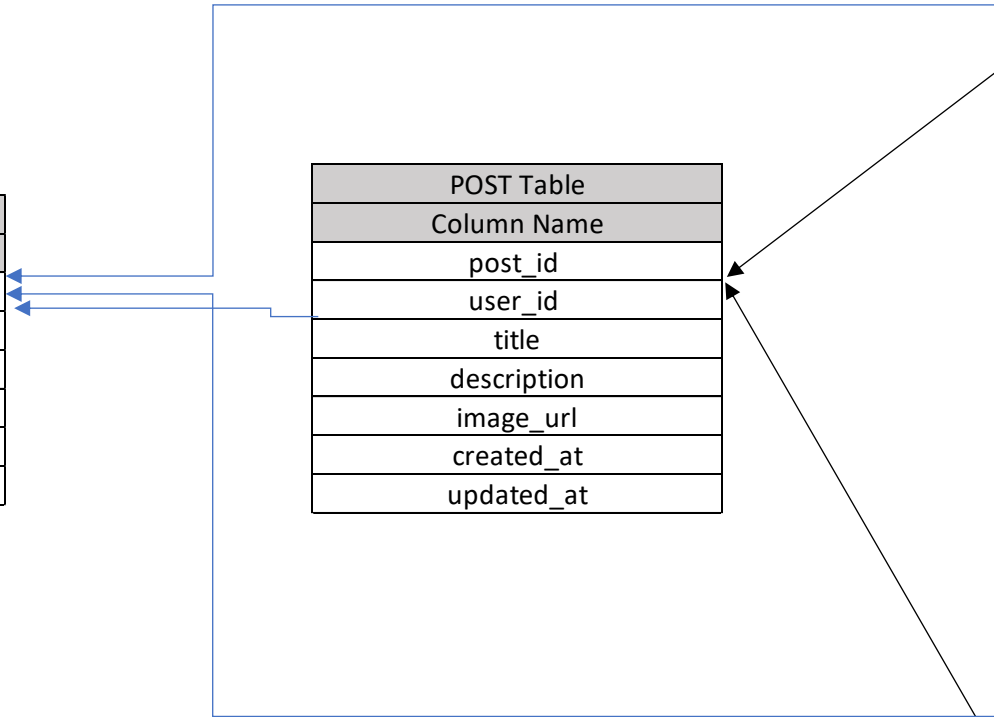 POST Table
Column Name
post_id
user_id
title
description
image_url
created_at
updated_at